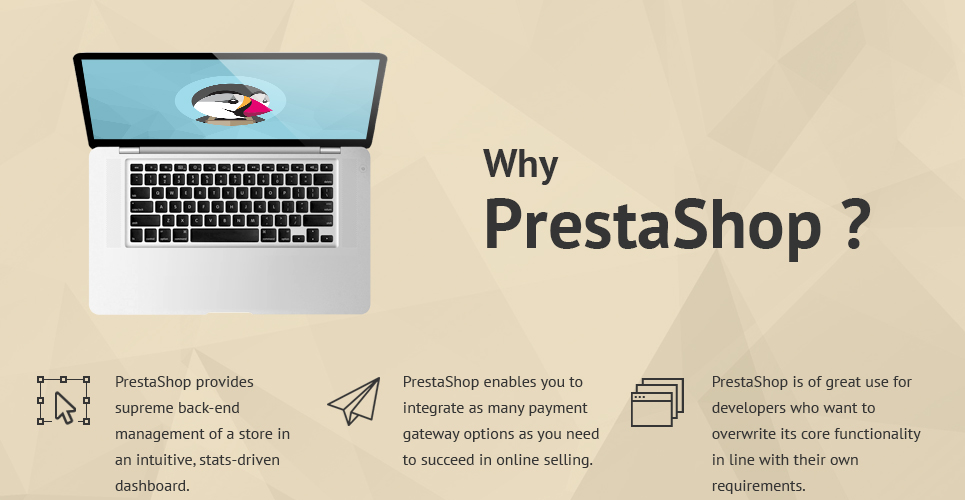 Why
PrestaShop ?
PrestaShop provides
supreme back-end
management of a store in
an intuitive, stats-driven
dashboard.
PrestaShop enables you to
integrate as many payment
gateway options as you need
to succeed in online selling.
PrestaShop is of great use for
developers who want to
overwrite its core functionality
in line with their own
requirements.